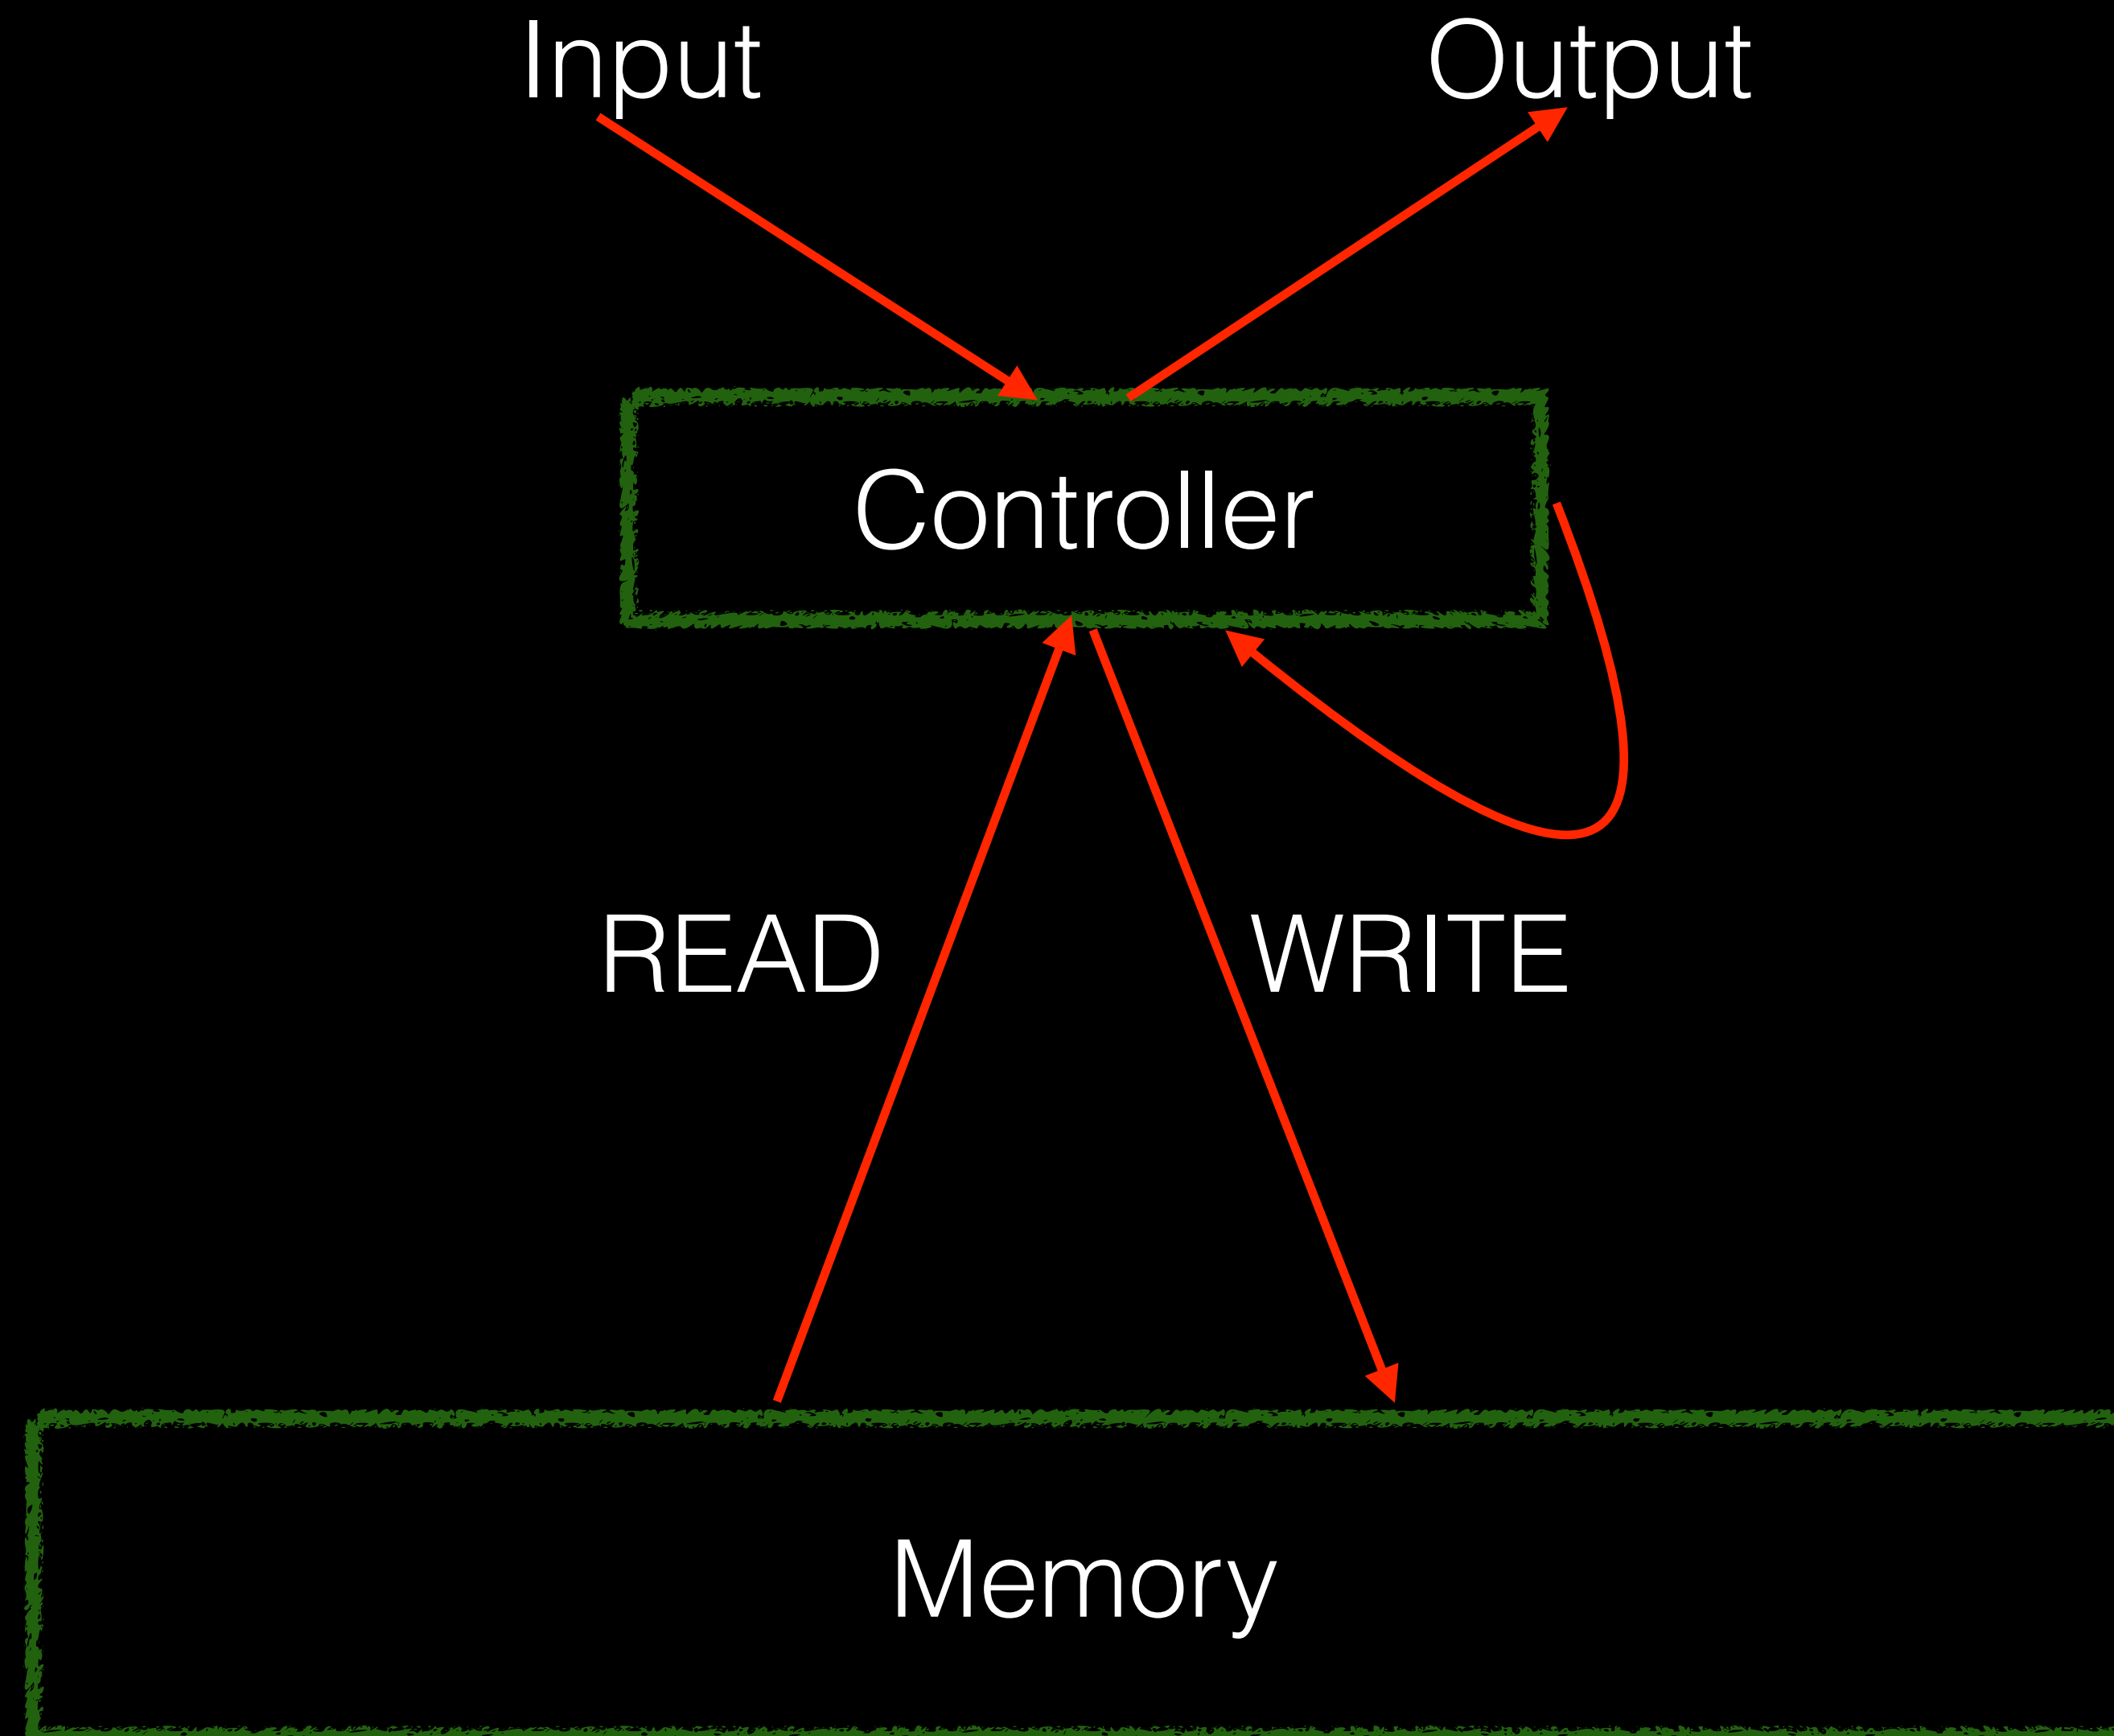 Input
Output
Controller
READ
WRITE
Memory